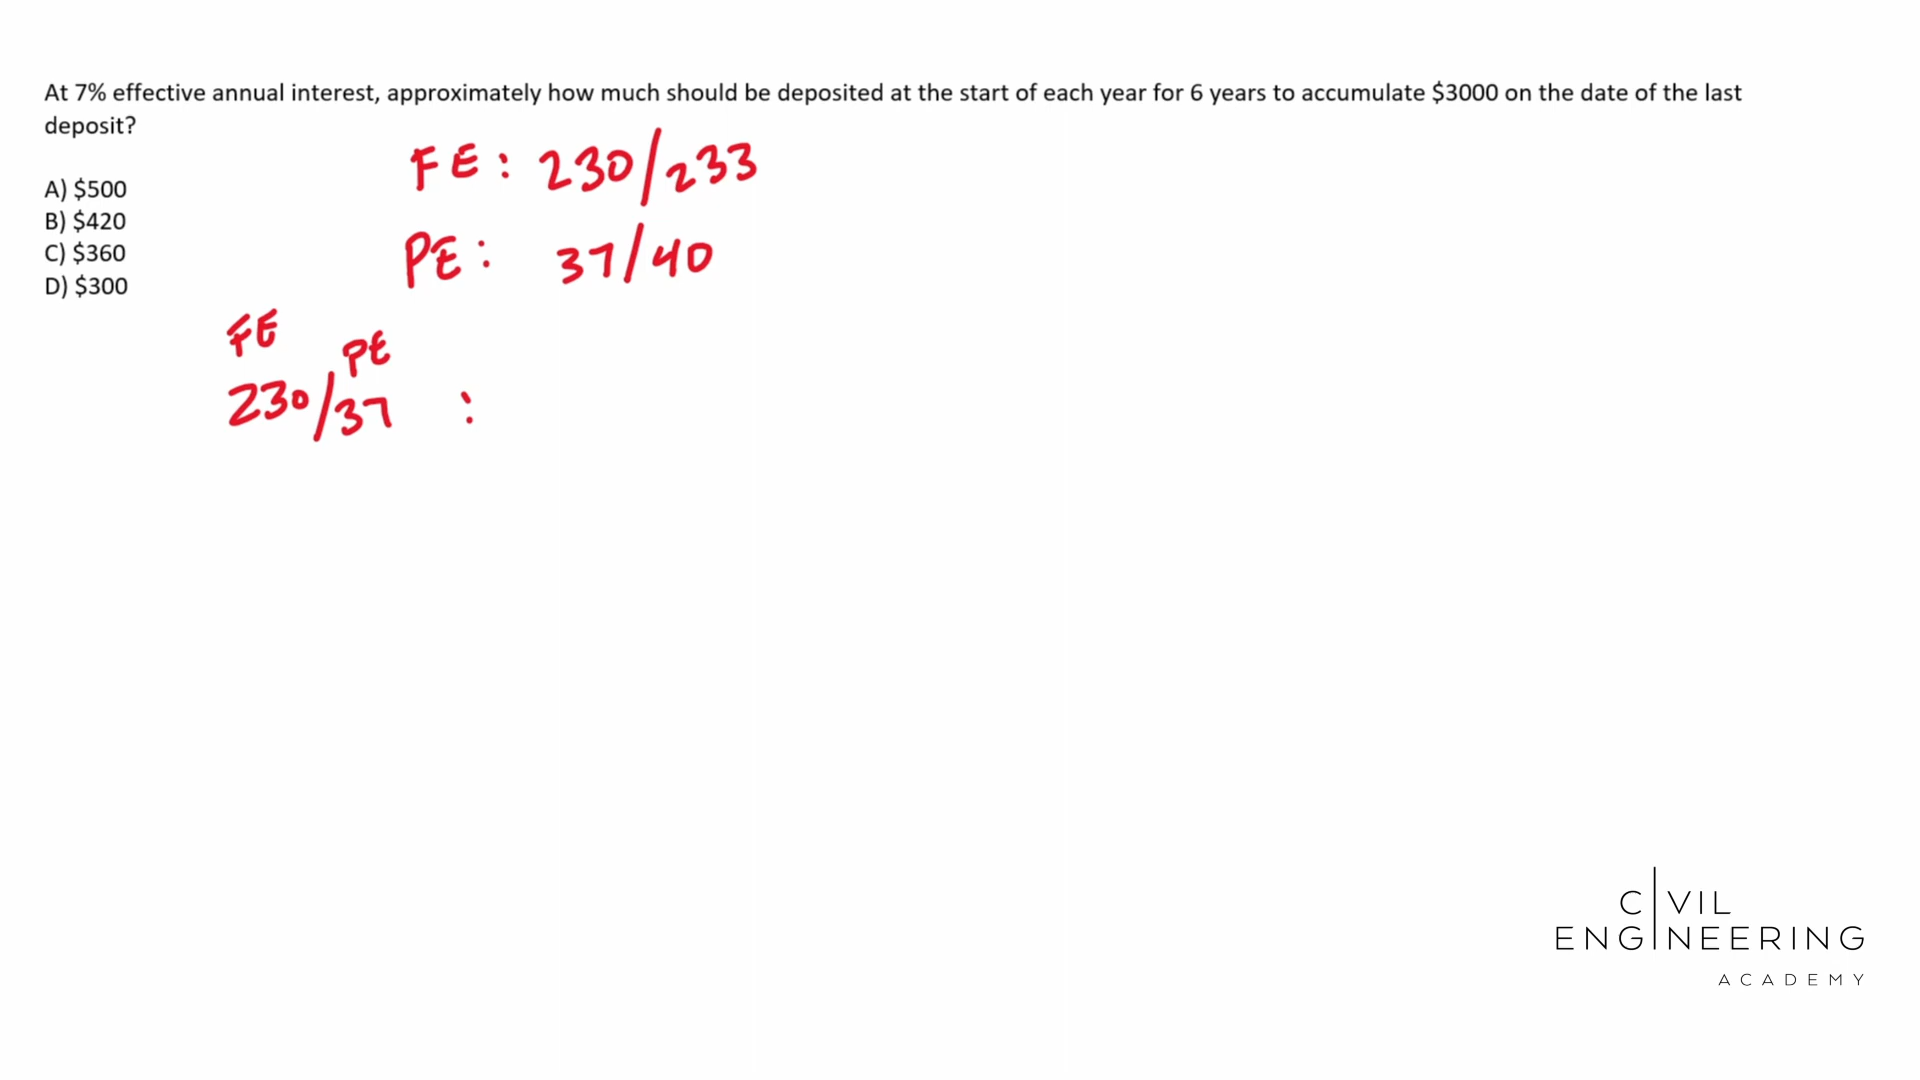 At 7% effective annual interest, approximately how much should be deposited at the start of each year for 6 years to accumulate $3000 on the date of the last
deposit?
FE: 230/233
A) $500
B) $420
PE: 37/40
C) $360
D) $300
FE
PE
230/37 :
CIVIL
ENGINEERING
ACADEMY